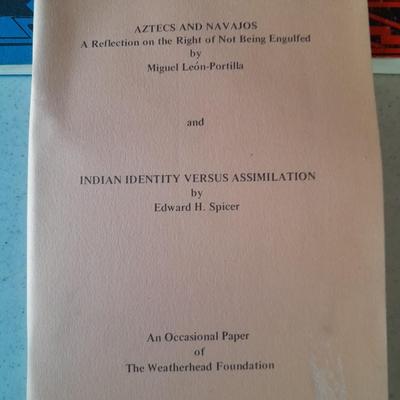 AZTECS AND NAVAJOS
A Reflection on the Right of Not Being Engulfed
by
Miguel León-Portilla
and
INDIAN IDENTITY VERSUS ASSIMILATION
by
Edward H. Spicer
An Occasional Paper
of
The Weatherhead Foundation